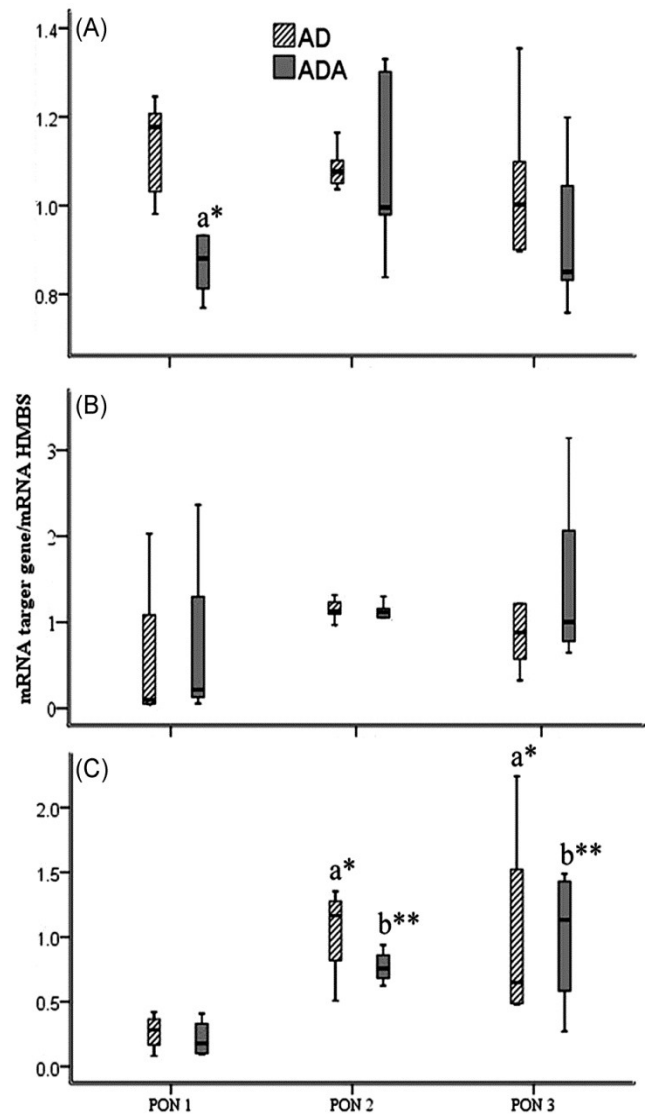 (A)
AD
ADA
1.4
1.2
1.0
0.8
a*
(B)
mRNA targer gene/mRNA HMBS
3
2
1
0
(C)
2.0
1.5
1.0
0.5
0.0
a*
b**
a*
b**
PON 1 PON 2 PON 3